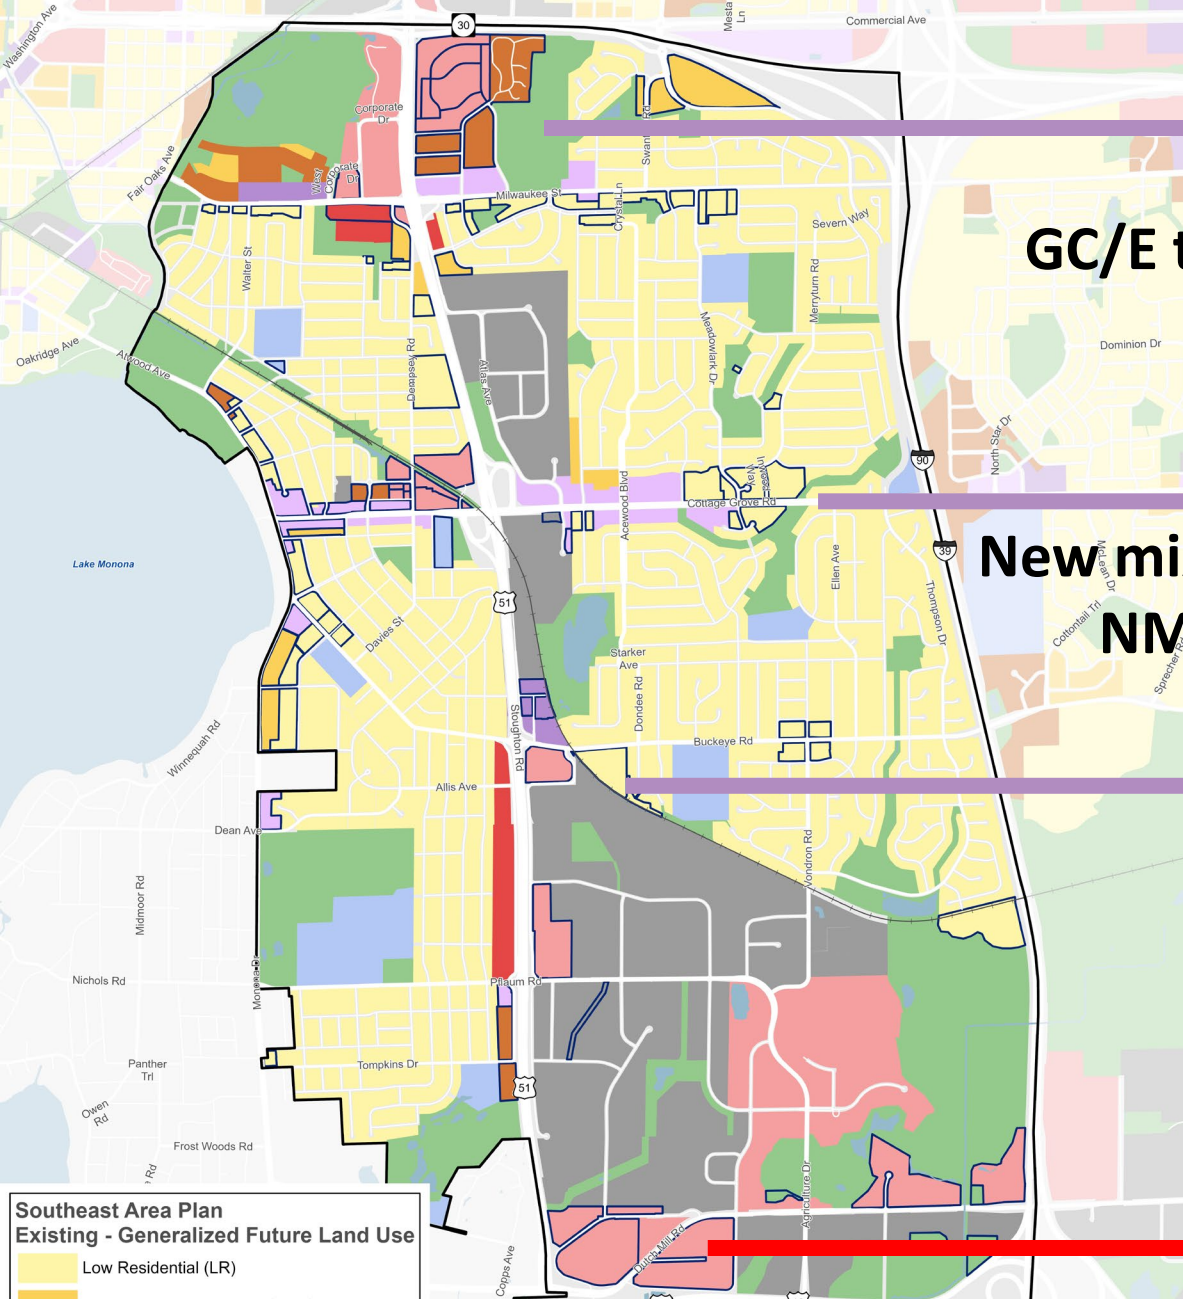 Washington Ave
30
Mesta
Ln
Commercial Ave
Corporate
Dr
Fair Oaks Ave
West
Corporate
Dr
Milwaukee St
Crystal Ln
Severn Way
GC/E
Walter St
Merryturn Rd
Oakridge Ave
Atwood Ave
Dempsey Rd
Atlas Ave
Meadowlark Dr
Dominion Dr
North Star Dr
90
Acewood Blvd
Inwood
Way
Cottage Grove Rd
39
New
Lake Monona
51
Ellen Ave
McLean Dr
Thompson Dr
Cottontail Trl
Davies St
NM
Sprecher Rd
Starker
Ave
Dondee Rd
Stoughton Rd
Winnequah Rd
Buckeye Rd
Allis Ave
Dean Ave
Vondron Rd
Midmoor Rd
Monona Dr
Nichols Rd
Pflaum Rd
Panther
Trl
Tompkins Dr
51
Owen
Rd
Frost Woods Rd
Rd
Agriculture Dr
Southeast Area Plan
Existing - Generalized Future Land Use
Low Residential (LR)
Dutch Mill Rd
Copps Ave